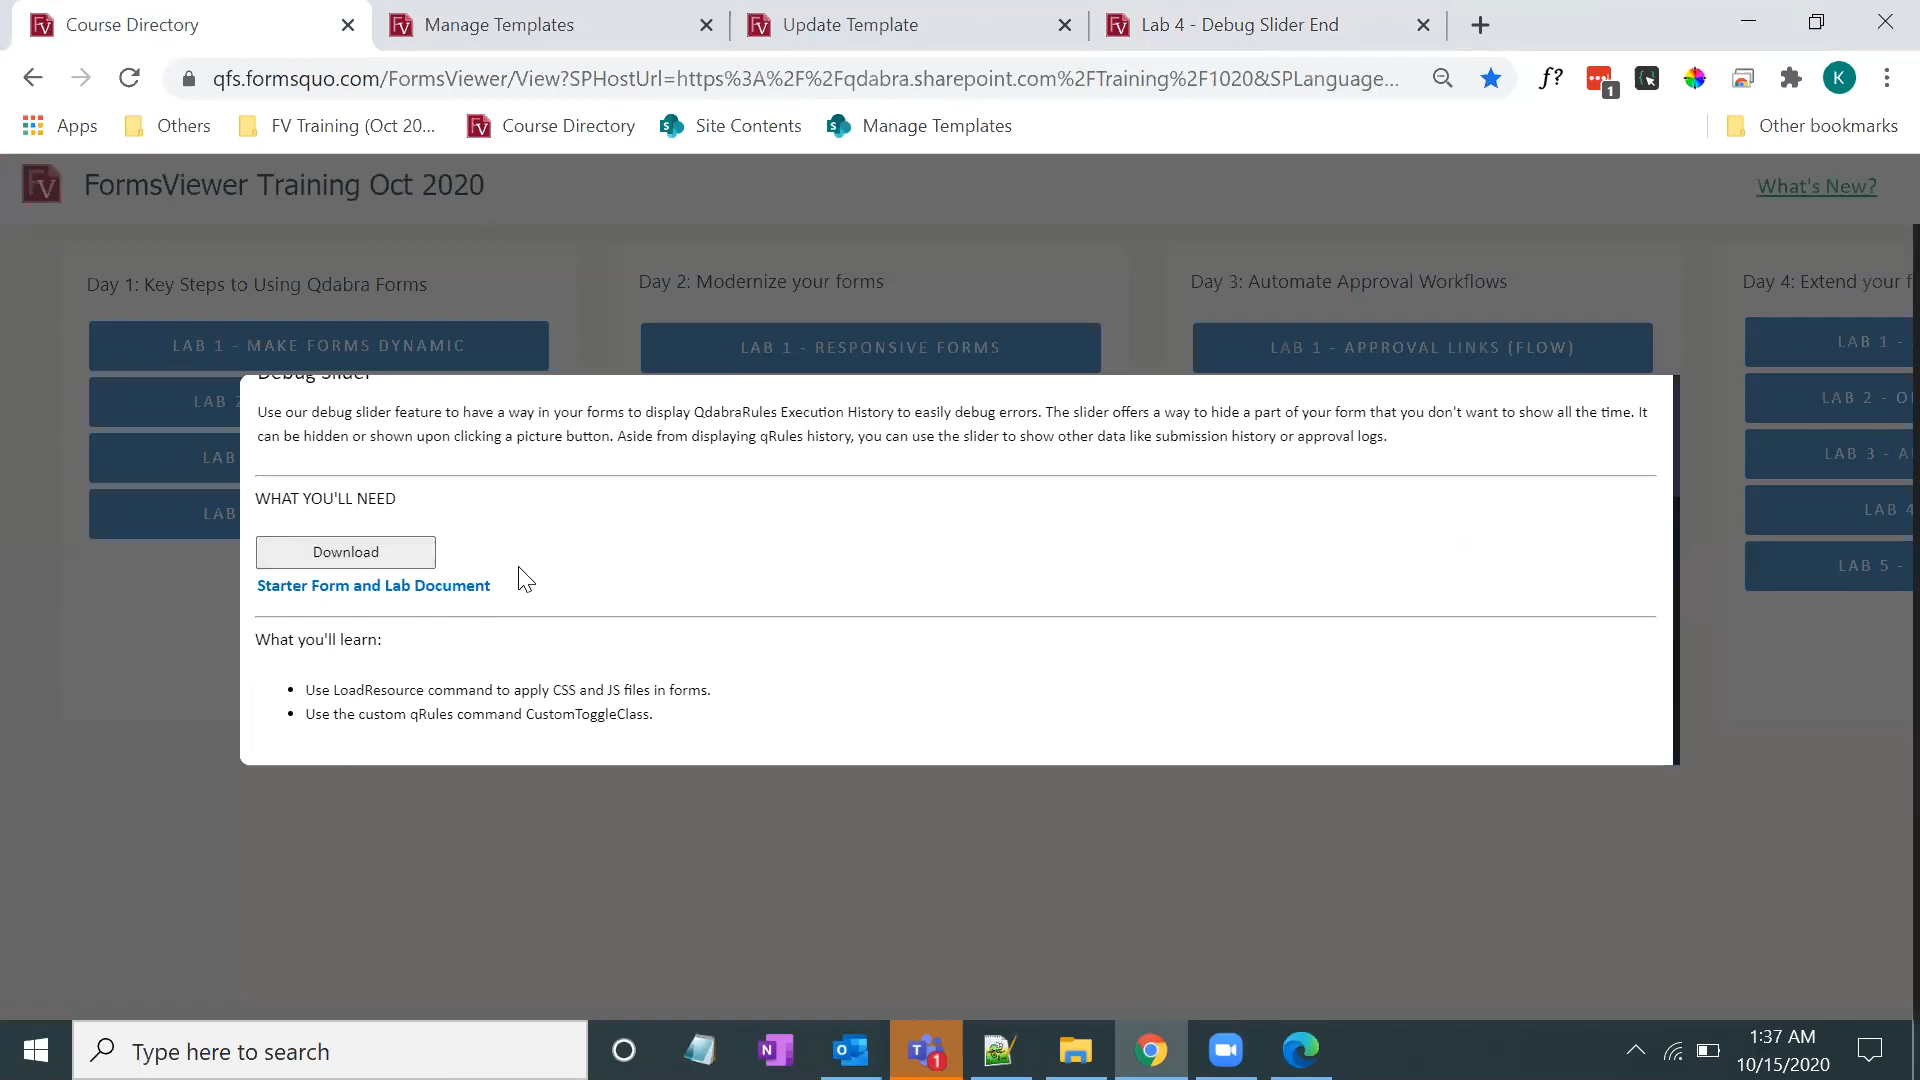 Course Directory
Manage Templates
Update Template
Lab 4 - Debug Slider End
qfs.formsquo.com/FormsViewer/View?SPHostUrl=https%3A%2F%2Fqdabra.sharepoint.com%2FTraining%2F1020&SPLanguage...
f?
1
K
Apps
Others
FV Training (Oct 20...
Course Directory
Site Contents
Manage Templates
Other bookmarks
FV
FormsViewer Training Oct 2020
What's New?
Day 1: Key Steps to Using Qdabra Forms
Day 2: Modernize your forms
Day 3: Automate Approval Workflows
Day 4: Extend your f
LAB 1 - MAKE FORMS DYNAMIC
LAB 1 - RESPONSIVE FORMS
LAB 1 - APPROVAL LINKS (FLOW)
LAB 1 -
LAB 2
LAB 2 - O
LAB
LAB 3 - A
LAB
LAB 4
LAB 5 -
Debug Slider
Use our debug slider feature to have a way in your forms to display QdabraRules Execution History to easily debug errors. The slider offers a way to hide a part of your form that you don't want to show all the time. It
can be hidden or shown upon clicking a picture button. Aside from displaying qRules history, you can use the slider to show other data like submission history or approval logs.
WHAT YOU'LL NEED
Download
Starter Form and Lab Document
What you'll learn:
• Use LoadResource command to apply CSS and JS files in forms.
• Use the custom qRules command CustomToggleClass.
Type here to search
1:37 AM
10/15/2020